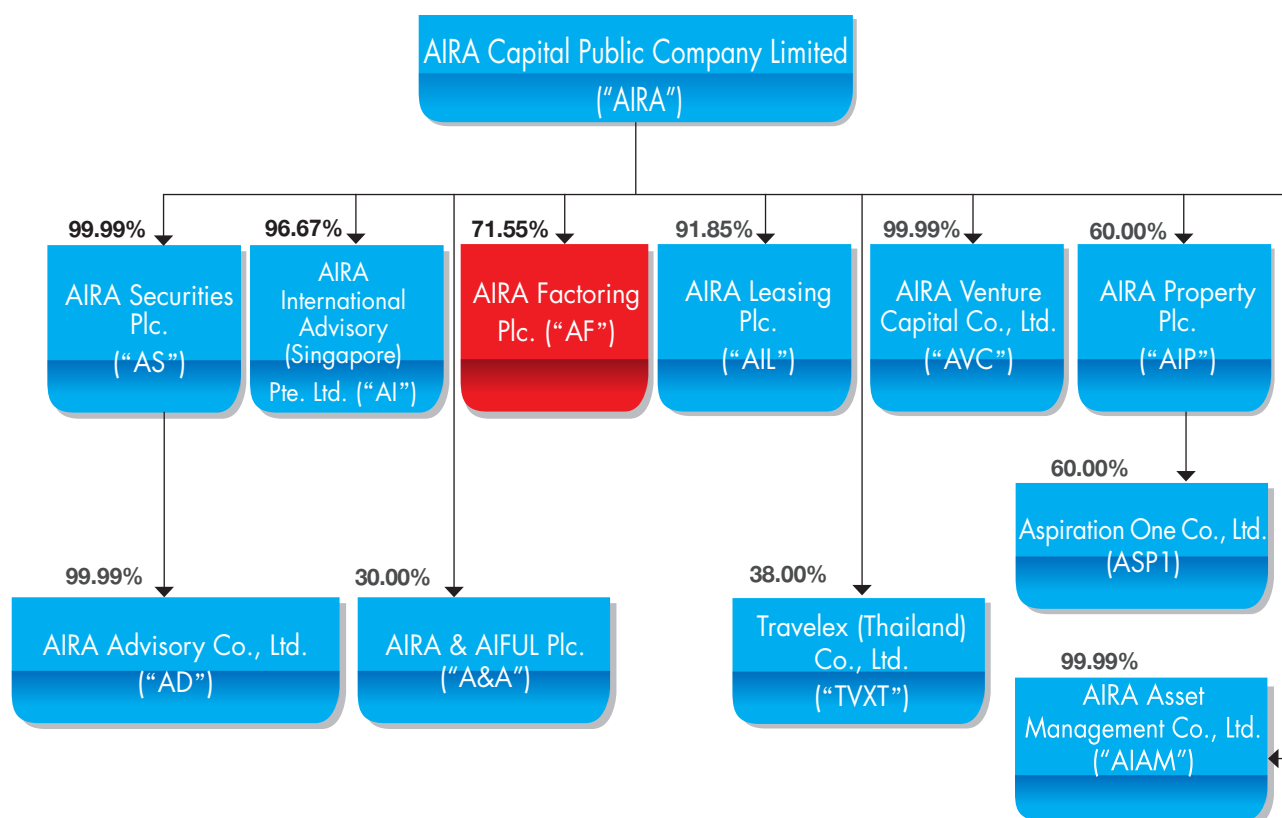 AIRA Capital Public Company Limited
(“AIRA”)
99.99%
AIRA Securities
Plc.
(“AS”)
96.67%
AIRA
International
Advisory
(Singapore)
Pte. Ltd. (“AI”)
71.55%
AIRA Factoring
Plc. (“AF”)
91.85%
AIRA Leasing
Plc.
(“AIL”)
99.99%
AIRA Venture
Capital Co., Ltd.
(“AVC”)
60.00%
AIRA Property
Plc.
(“AIP”)
60.00%
Aspiration One Co., Ltd.
(ASP1)
99.99%
AIRA Advisory Co., Ltd.
(“AD”)
30.00%
AIRA & AIFUL Plc.
(“A&A”)
38.00%
Travelex (Thailand)
Co., Ltd.
(“TVXT”)
99.99%
AIRA Asset
Management Co., Ltd.
(“AIAM”)